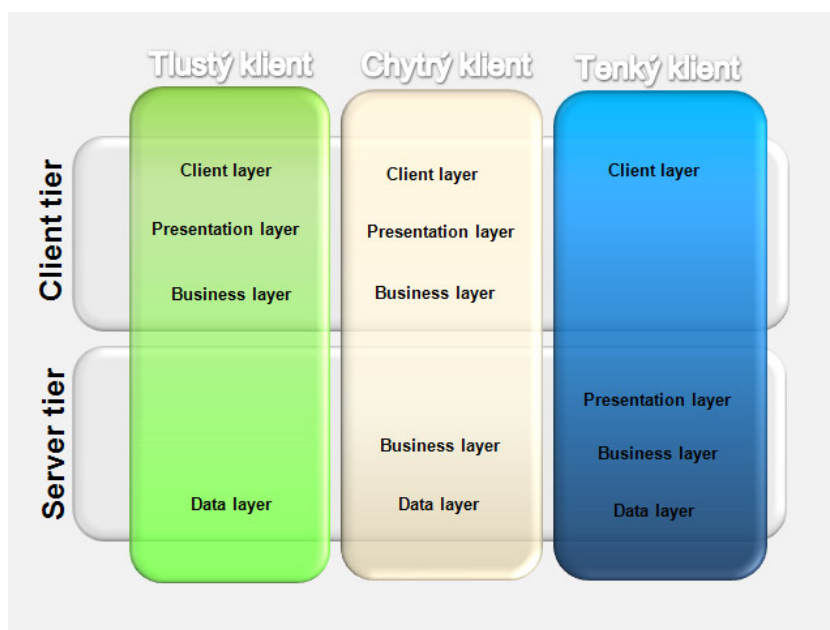 Tlustý klient
Chytrý klient
Tenký klient
Client tier
Client layer
Client layer
Client layer
Presentation layer
Presentation layer
Business layer
Business layer
Server tier
Presentation layer
Business layer
Business layer
Data layer
Data layer
Data layer